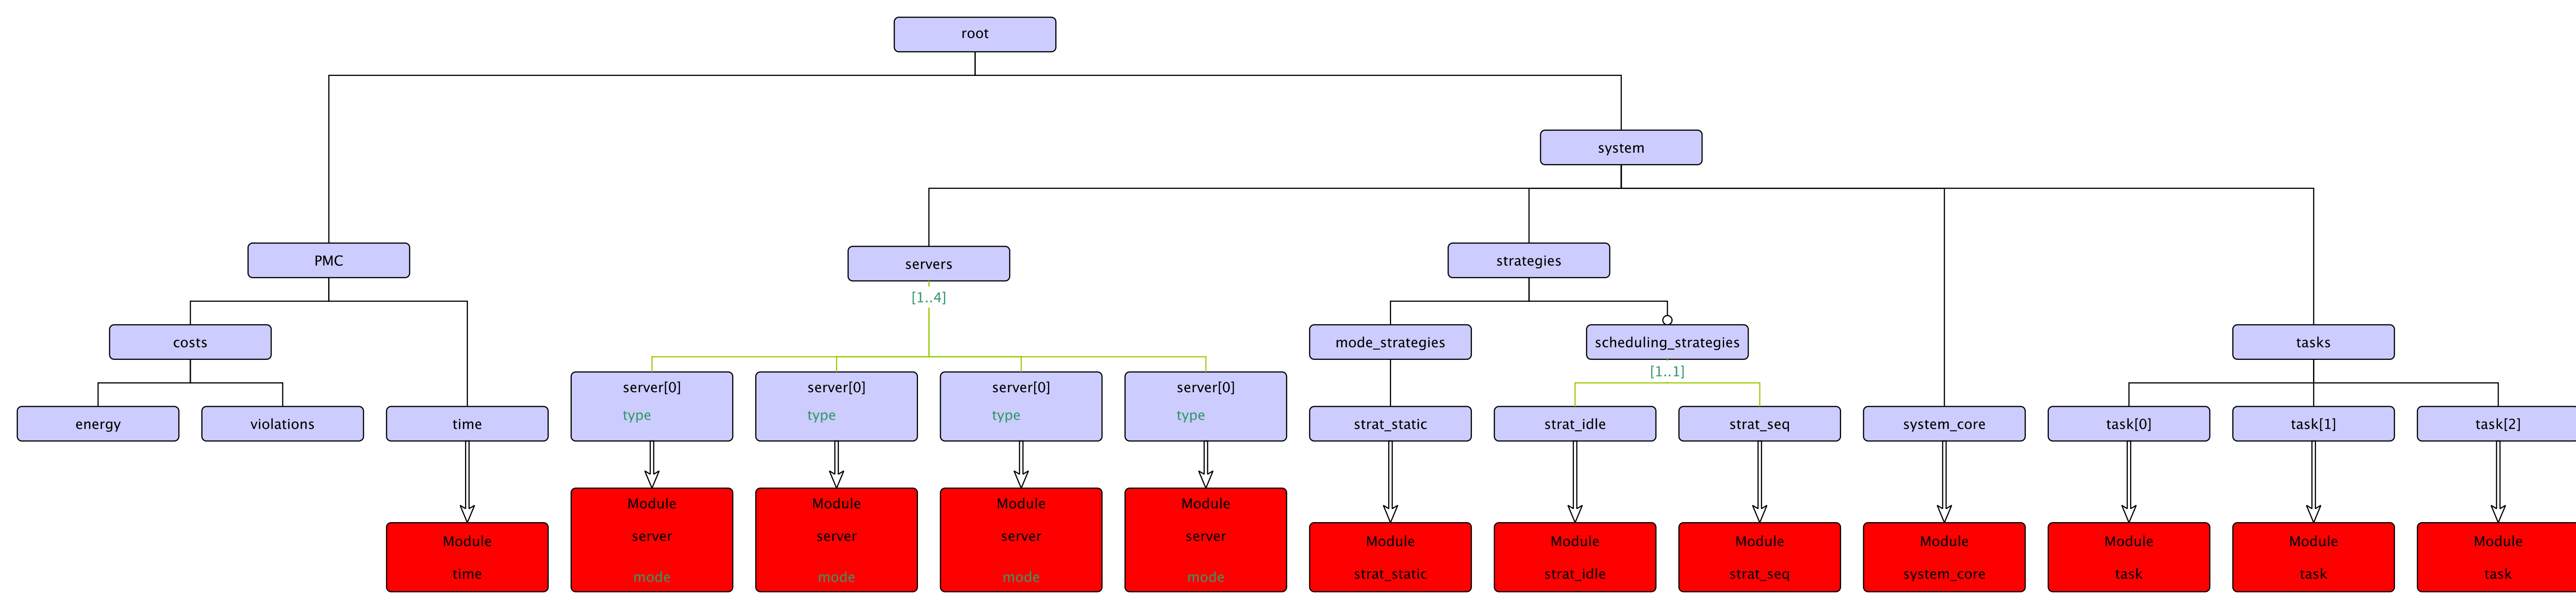 root
system
PMC
servers
strategies
[1..4]
costs
mode_strategies
scheduling_strategies
tasks
[1..1]
server[0]
type
server[0]
type
server[0]
type
server[0]
type
energy
violations
time
strat_static
strat_idle
strat_seq
system_core
task[0]
task[1]
task[2]
Module
time
Module
server
mode
Module
server
mode
Module
server
mode
Module
server
mode
Module
strat_static
Module
strat_idle
Module
strat_seq
Module
system_core
Module
task
Module
task
Module
task